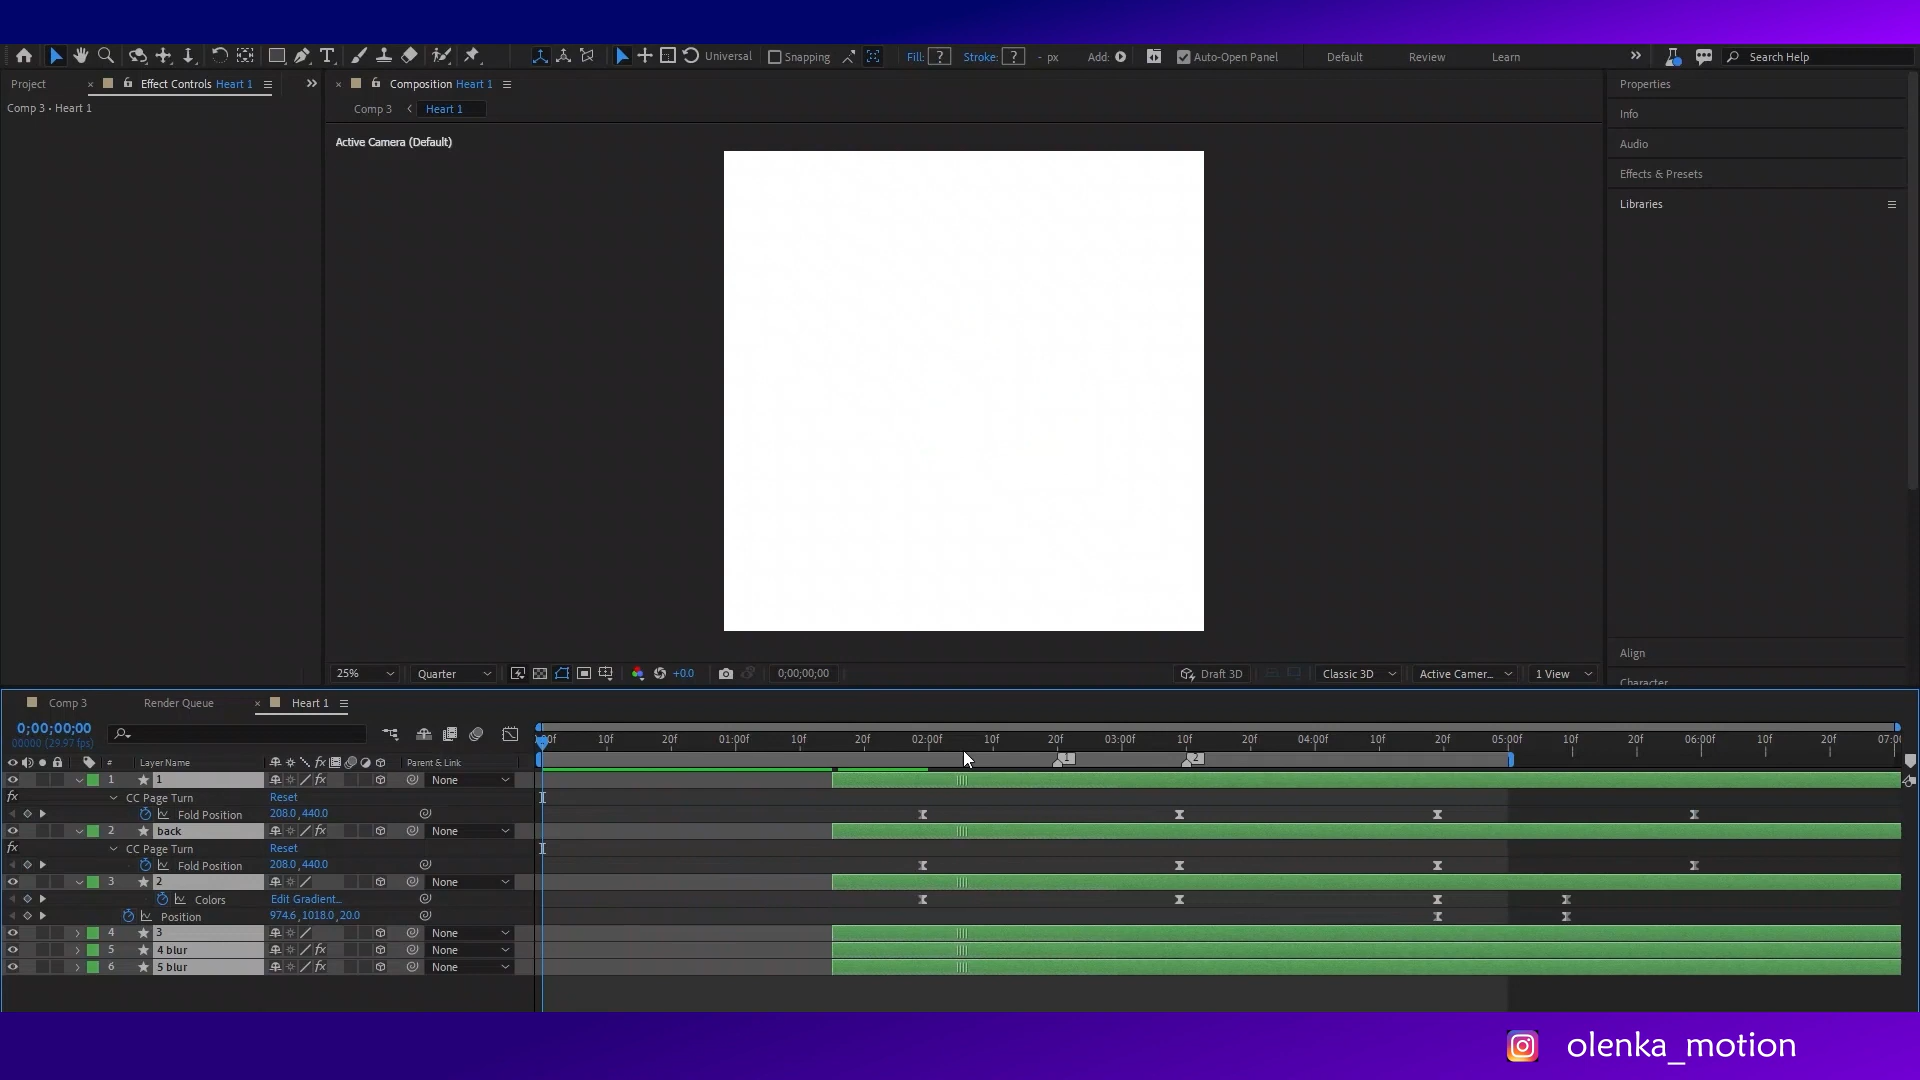 Universal Snapping Fill: ? Stroke: ? - px Add: Auto-Open Panel Default Review Learn Search Help
Project Effect Controls Heart 1 Composition Heart 1 Properties
Comp 3 • Heart 1 Comp 3 Heart 1 Info
Active Camera (Default) Audio
Effects & Presets
Libraries
Align
25% Quarter +0.0 0;00;00;00 Draft 3D Classic 3D Active Camer... 1 View
Comp 3 Render Queue Heart 1
0;00;00;00
00000 (29.97 fps)
10f 20f 01:00f 10f 20f 02:00f 10f 20f 03:00f 10f 20f 04:00f 10f 20f 05:00f 10f 20f 06:00f 10f 20f
# Layer Name fx Parent & Link 1 2
1 1 fx None
fx CC Page Turn Reset
Fold Position 208.0, 440.0
2 back fx None
fx CC Page Turn Reset
Fold Position 208.0, 440.0
3 2 None
Colors Edit Gradient...
Position 974.6, 1018.0, 20.0
4 3 None
5 4 blur fx None
6 5 blur fx None
olenka_motion